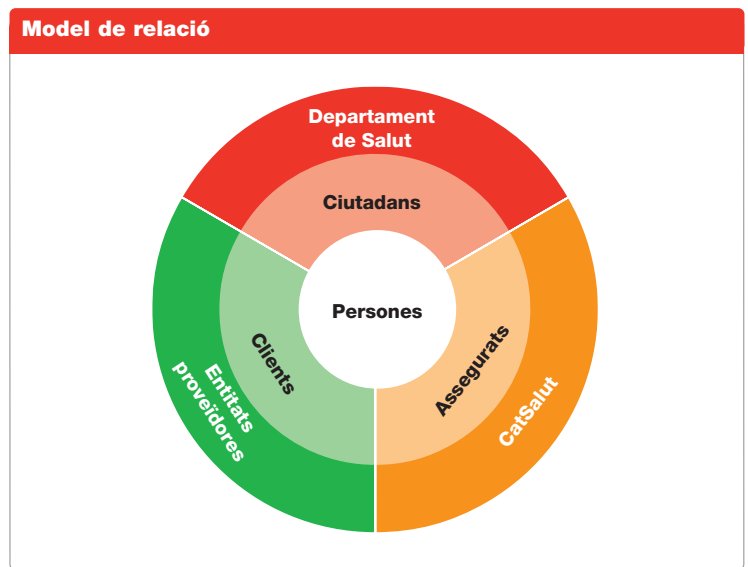 Model de relació
Departament
de Salut
Ciutadans
Persones
Clients
Entitats
proveïdores
Assegurats
CatSalut